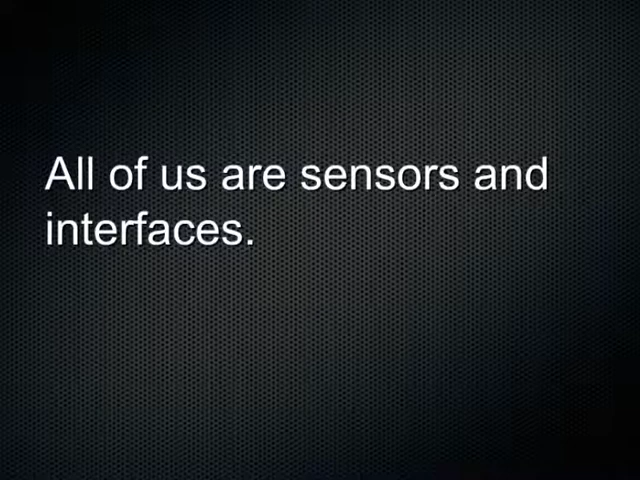 All of us are sensors and
interfaces.